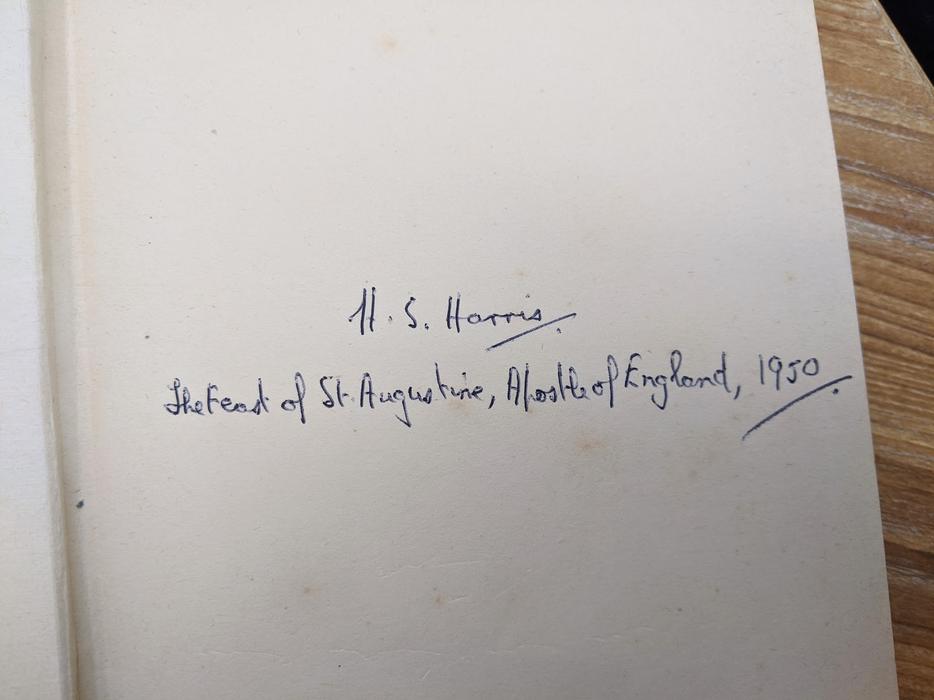 H. S. Harris.
The Feast of St. Augustine, Apostle of England, 1950.